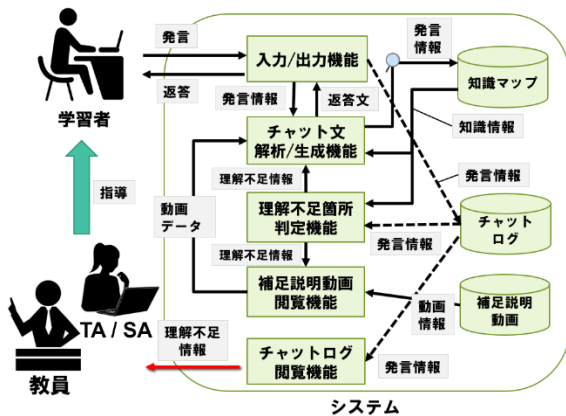 発言
返答
学習者
指導
TA / SA
教員
入力/出力機能
発言情報
返答文
チャット文
解析/生成機能
理解不足情報
理解不足箇所
判定機能
理解不足情報
補足説明動画
閲覧機能
チャットログ
閲覧機能
動画
データ
理解不足
情報
発言
情報
知識マップ
知識情報
発言情報
チャット
ログ
発言情報
動画
情報
補足説明
動画
発言情報
システム